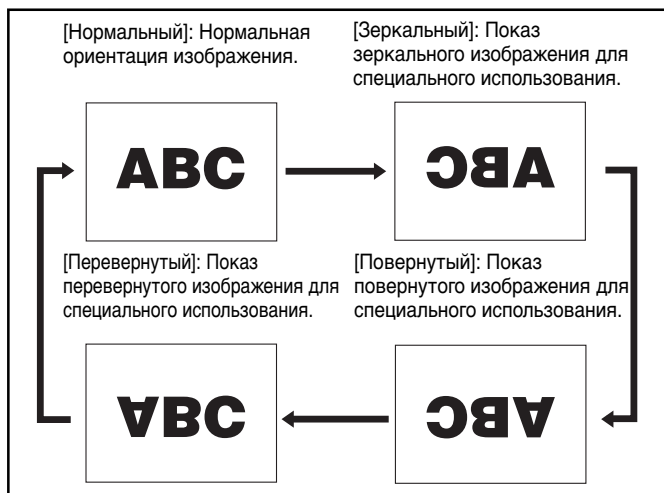 [Нормальный]: Нормальная
ориентация изображения.
[Зеркальный]: Показ
зеркального изображения для
специального использования.
ABC
ABC
[Перевернутый]: Показ
перевернутого изображения для
специального использования.
[Повернутый]: Показ
повернутого изображения для
специального использования.
ABC
ABC